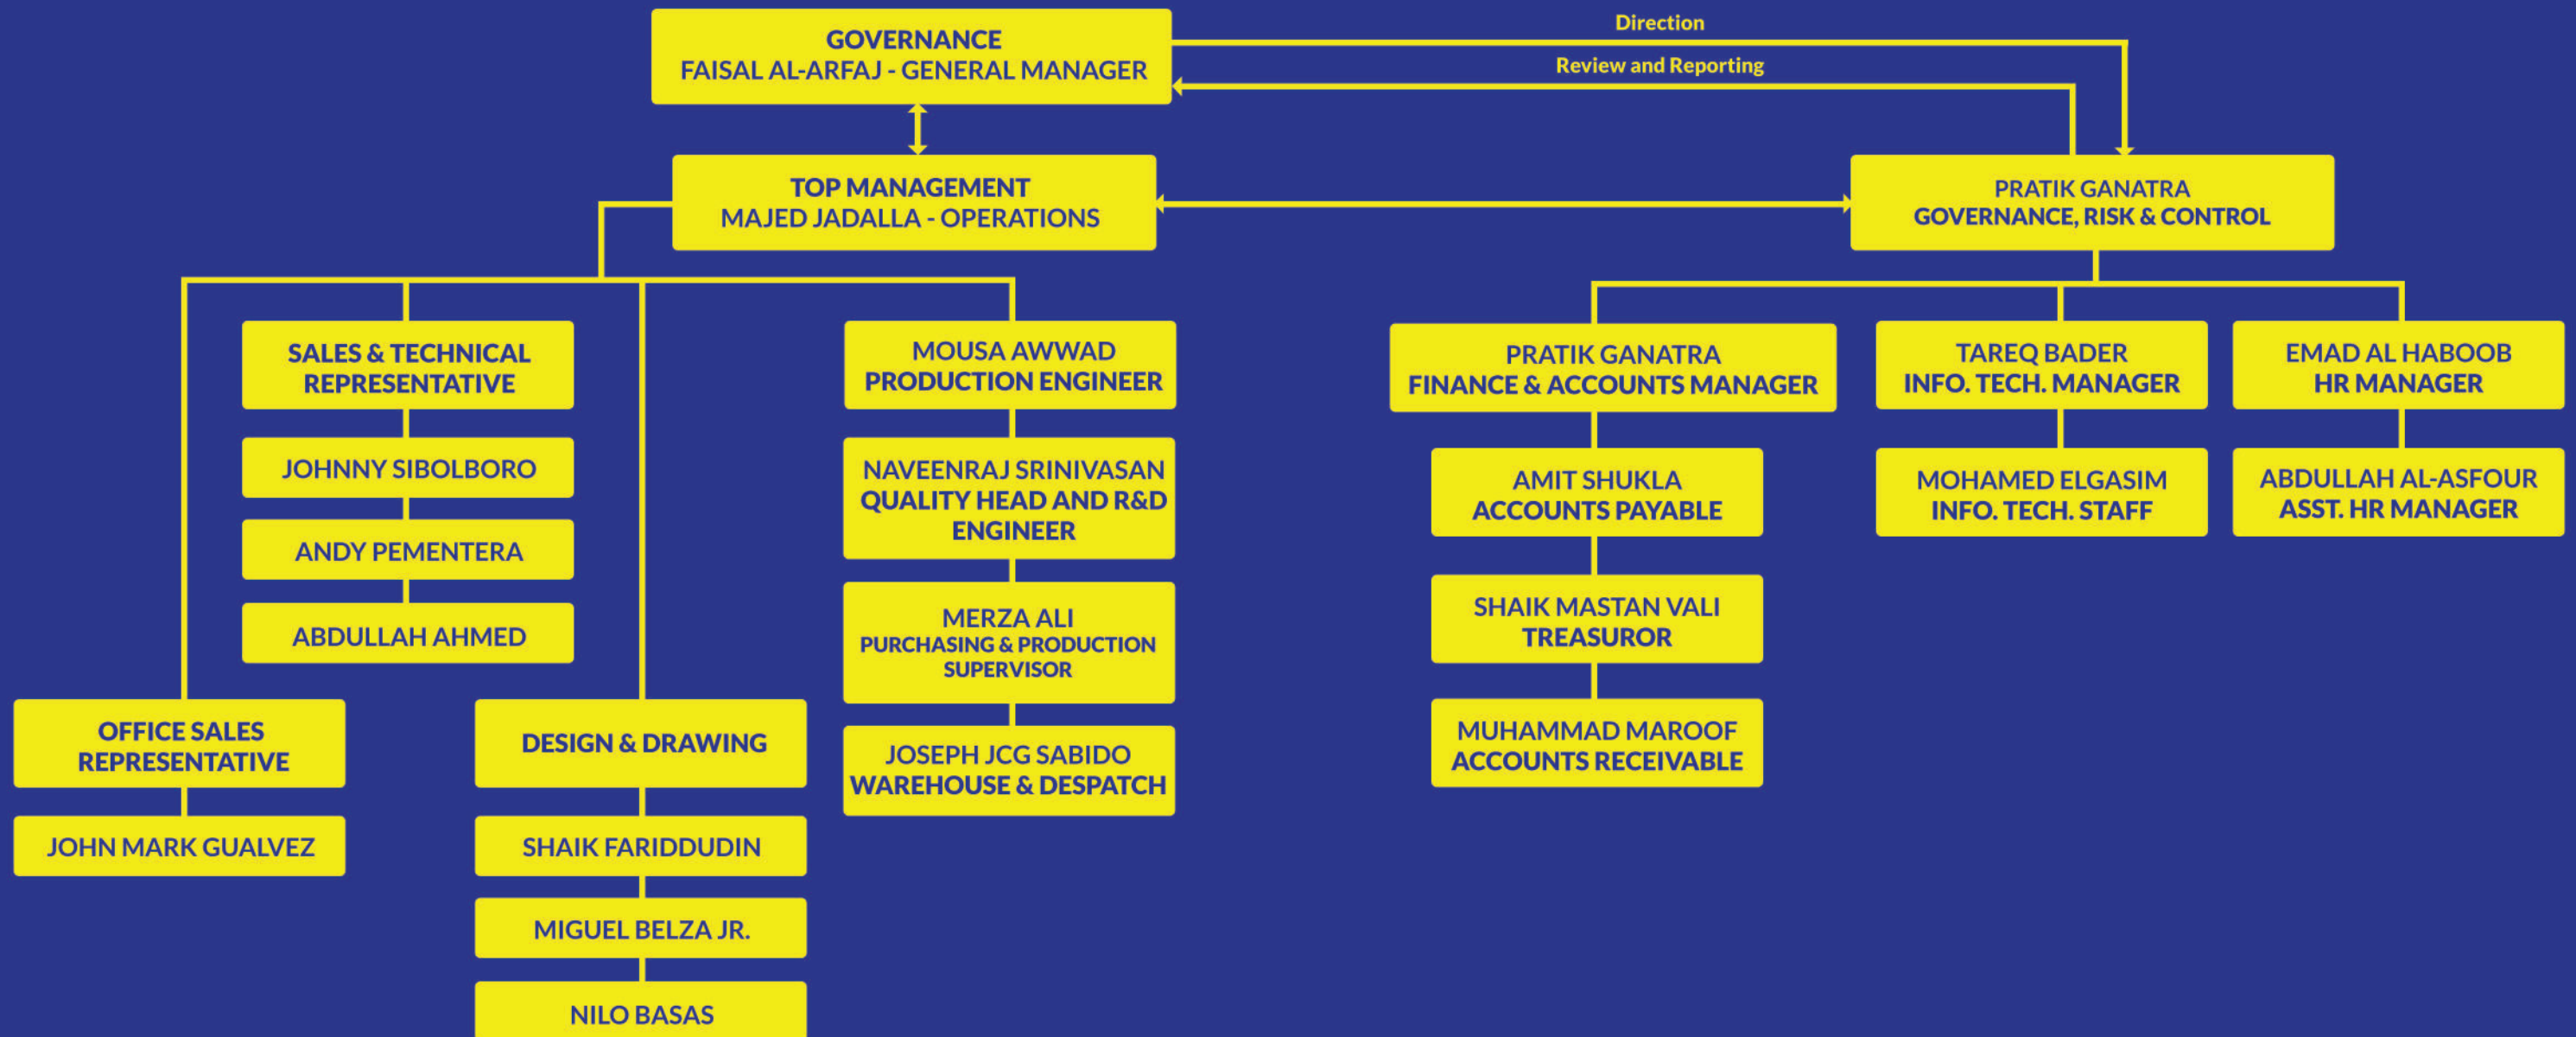 GOVERNANCE
FAISAL AL-ARFAJ - GENERAL MANAGER
Direction
Review and Reporting
TOP MANAGEMENT
MAJED JADALLA - OPERATIONS
PRATIK GANATRA
GOVERNANCE, RISK & CONTROL
SALES & TECHNICAL
REPRESENTATIVE
JOHNNY SIBOLBORO
ANDY PEMENTERA
ABDULLAH AHMED
OFFICE SALES
REPRESENTATIVE
JOHN MARK GUALVEZ
DESIGN & DRAWING
SHAIK FARIDDUDIN
MIGUEL BELZA JR.
NILO BASAS
MOUSA AWWAD
PRODUCTION ENGINEER
NAVEENRAJ SRINIVASAN
QUALITY HEAD AND R&D
ENGINEER
MERZA ALI
PURCHASING & PRODUCTION
SUPERVISOR
JOSEPH JCG SABIDO
WAREHOUSE & DESPATCH
PRATIK GANATRA
FINANCE & ACCOUNTS MANAGER
AMIT SHUKLA
ACCOUNTS PAYABLE
SHAIK MASTAN VALI
TREASUROR
MUHAMMAD MAROOF
ACCOUNTS RECEIVABLE
TAREQ BADER
INFO. TECH. MANAGER
MOHAMED ELGASIM
INFO. TECH. STAFF
EMAD AL HABOOB
HR MANAGER
ABDULLAH AL-ASFOUR
ASST. HR MANAGER